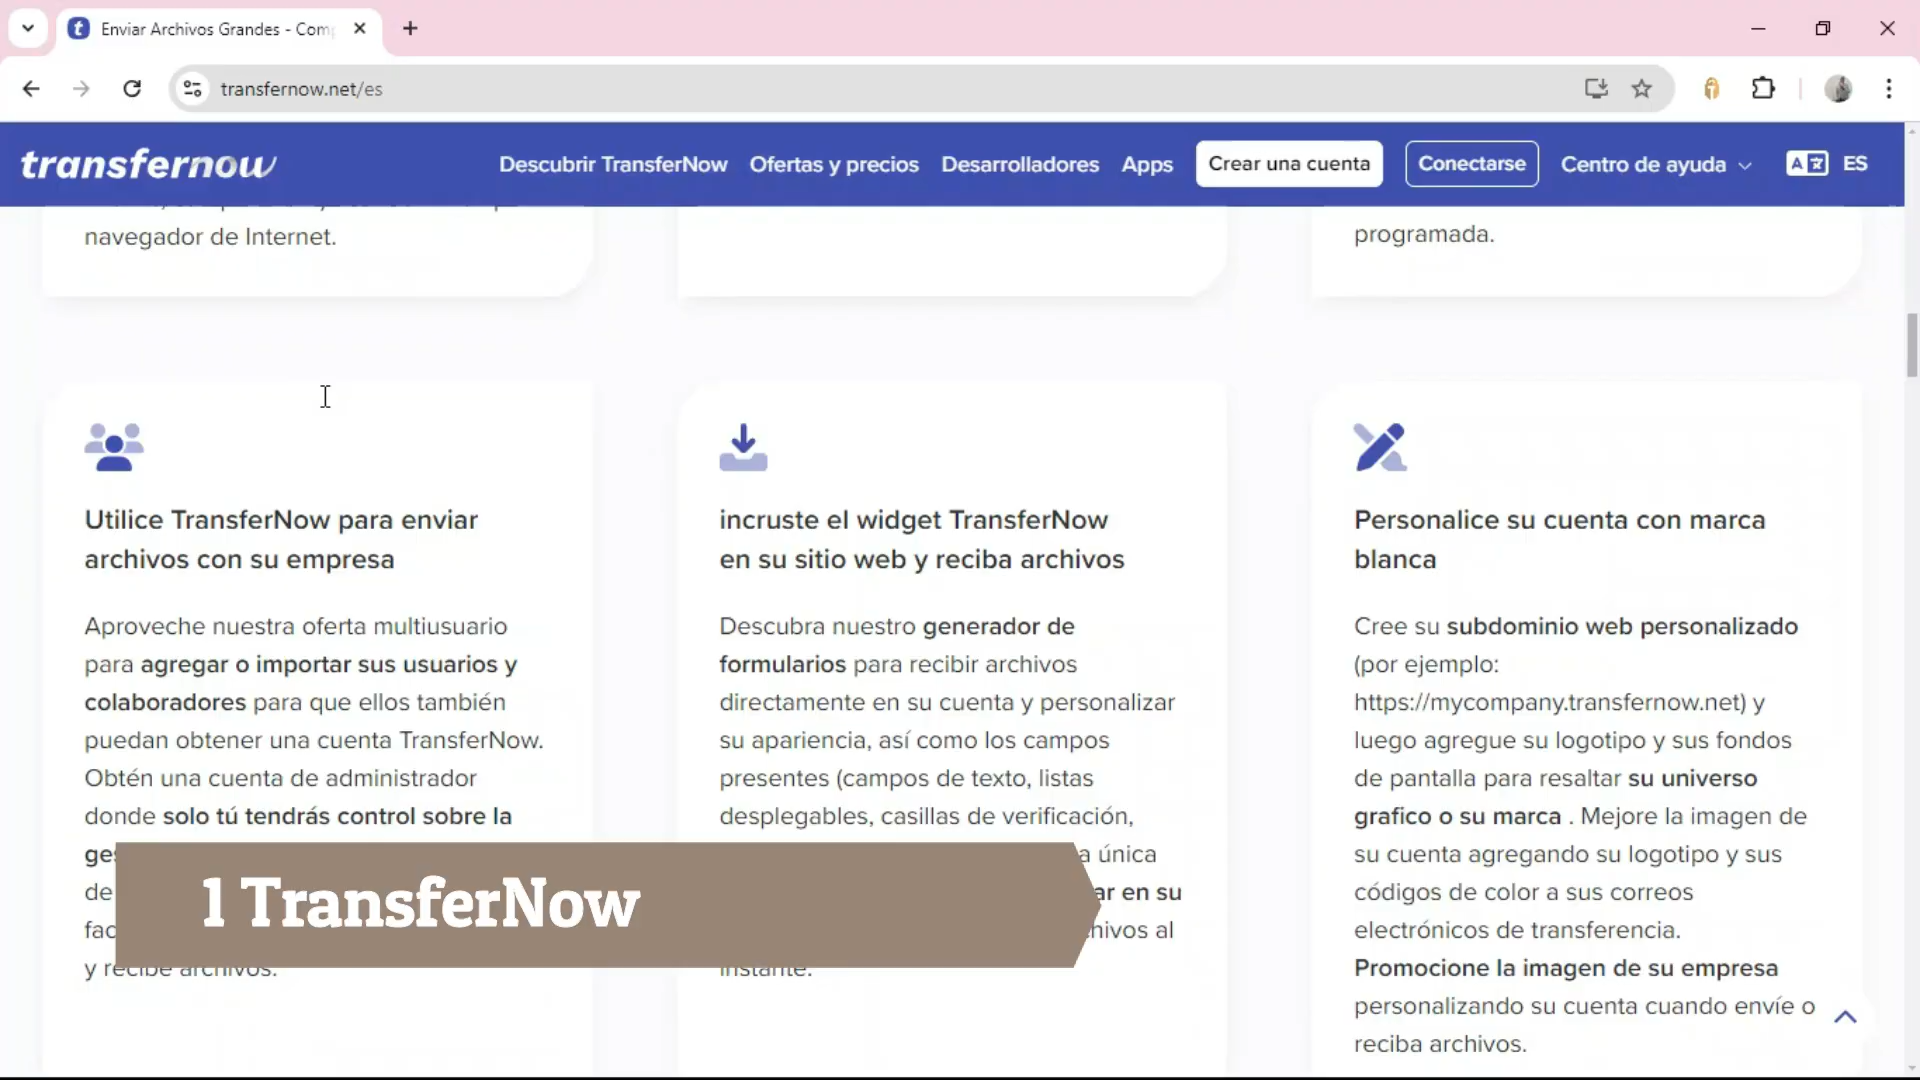 Enviar Archivos Grandes - Com
transfernow.net/es
transfernow
Descubrir TransferNow
Ofertas y precios
Desarrolladores
Apps
Crear una cuenta
Conectarse
Centro de ayuda
ES
navegador de Internet.
programada.
Utilice TransferNow para enviar
archivos con su empresa
Aproveche nuestra oferta multiusuario
para agregar o importar sus usuarios y
colaboradores para que ellos también
puedan obtener una cuenta TransferNow.
Obtén una cuenta de administrador
donde solo tú tendrás control sobre la
de
y recibe archivos.
incruste el widget TransferNow
en su sitio web y reciba archivos
Descubra nuestro generador de
formularios para recibir archivos
directamente en su cuenta y personalizar
su apariencia, así como los campos
presentes (campos de texto, listas
desplegables, casillas de verificación,
única
en su
al
instante.
Personalice su cuenta con marca
blanca
Cree su subdominio web personalizado
(por ejemplo:
https://mycompany.transfernow.net) y
luego agregue su logotipo y sus fondos
de pantalla para resaltar su universo
grafico o su marca . Mejore la imagen de
su cuenta agregando su logotipo y sus
códigos de color a sus correos
electrónicos de transferencia.
Promocione la imagen de su empresa
personalizando su cuenta cuando envíe o
reciba archivos.
1 TransferNow